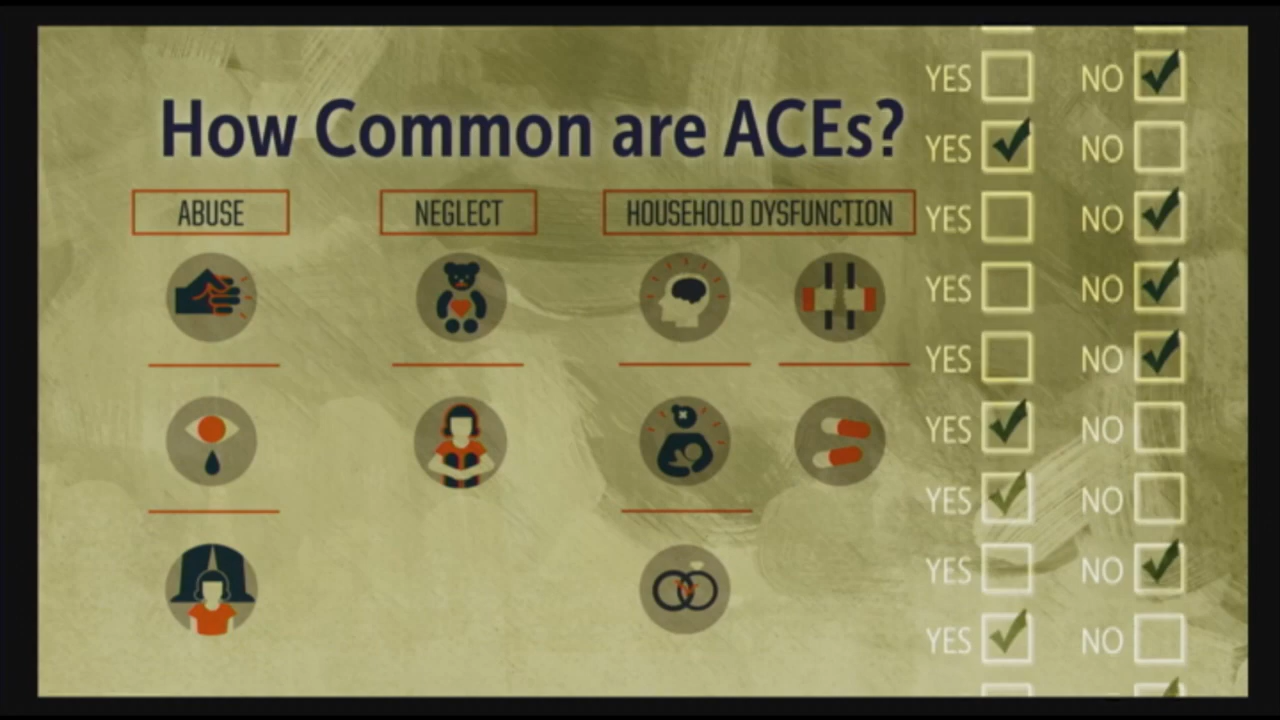 How Common are ACEs?
ABUSE
NEGLECT
HOUSEHOLD DYSFUNCTION
YES NO
YES NO
YES NO
YES NO
YES NO
YES NO
YES NO
YES NO
YES NO